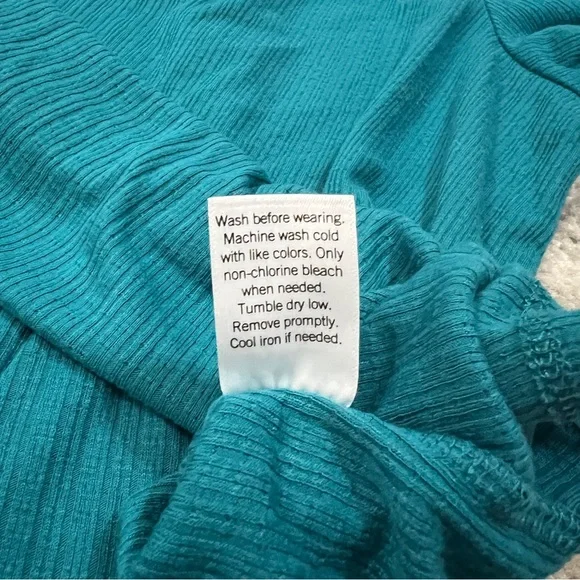 Wash before wearing.
Machine wash cold
with like colors. Only
non-chlorine bleach
when needed.
Tumble dry low.
Remove promptly.
Cool iron if needed.